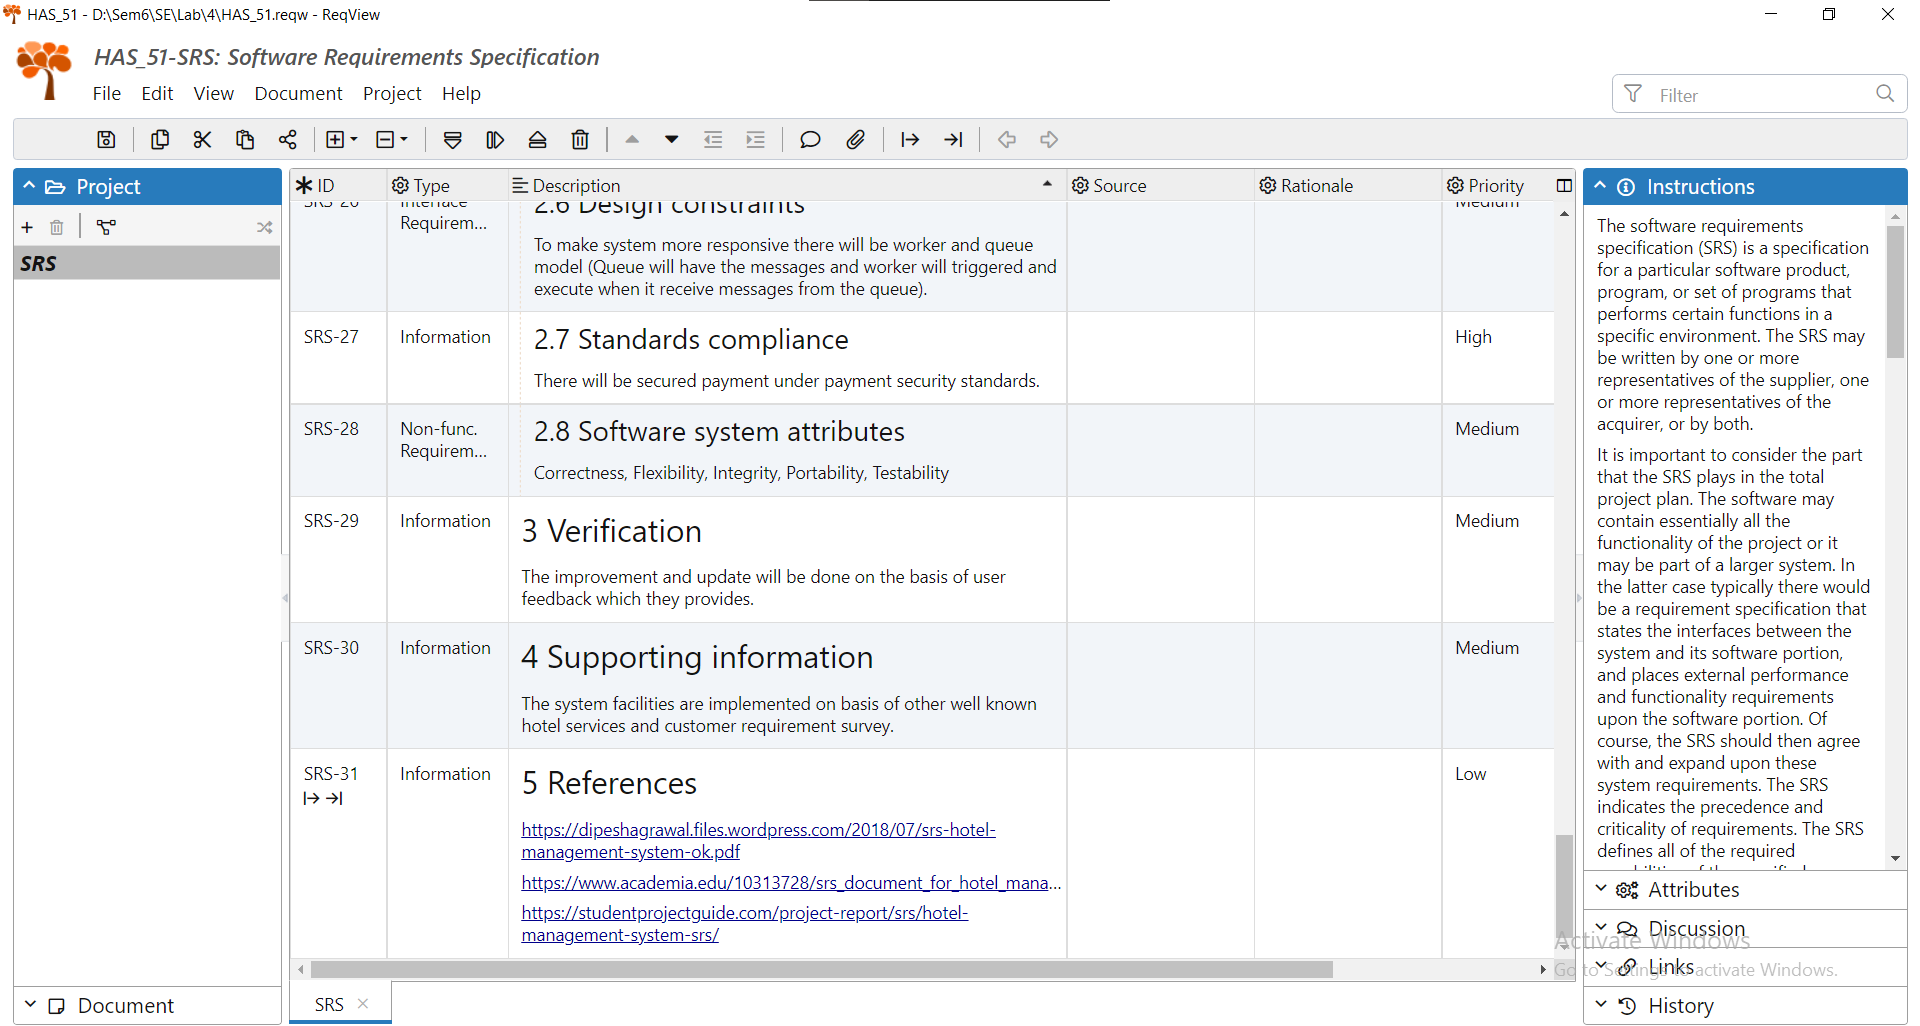 HAS_51 - D:\Sem6\SE\Lab\4\HAS_51.reqw - ReqView
HAS_51-SRS: Software Requirements Specification
File Edit View Document Project Help
Filter
Project
SRS
Document
ID Type Description Source Rationale Priority
SRS-26 Interface 2.6 Design constraints Medium
Requirem...
To make system more responsive there will be worker and queue
model (Queue will have the messages and worker will triggered and
execute when it receive messages from the queue).
SRS-27 Information 2.7 Standards compliance High
There will be secured payment under payment security standards.
SRS-28 Non-func. 2.8 Software system attributes Medium
Requirem...
Correctness, Flexibility, Integrity, Portability, Testability
SRS-29 Information 3 Verification Medium
The improvement and update will be done on the basis of user
feedback which they provides.
SRS-30 Information 4 Supporting information Medium
The system facilities are implemented on basis of other well known
hotel services and customer requirement survey.
SRS-31 Information 5 References Low
https://dipeshagrawal.files.wordpress.com/2018/07/srs-hotel-
management-system-ok.pdf
https://www.academia.edu/10313728/srs_document_for_hotel_mana...
https://studentprojectguide.com/project-report/srs/hotel-
management-system-srs/
SRS
Instructions
The software requirements
specification (SRS) is a specification
for a particular software product,
program, or set of programs that
performs certain functions in a
specific environment. The SRS may
be written by one or more
representatives of the supplier, one
or more representatives of the
acquirer, or by both.
It is important to consider the part
that the SRS plays in the total
project plan. The software may
contain essentially all the
functionality of the project or it
may be part of a larger system. In
the latter case typically there would
be a requirement specification that
states the interfaces between the
system and its software portion,
and places external performance
and functionality requirements
upon the software portion. Of
course, the SRS should then agree
with and expand upon these
system requirements. The SRS
indicates the precedence and
criticality of requirements. The SRS
defines all of the required
Attributes
Discussion
Links
History
Activate Windows
Go to Settings to activate Windows.